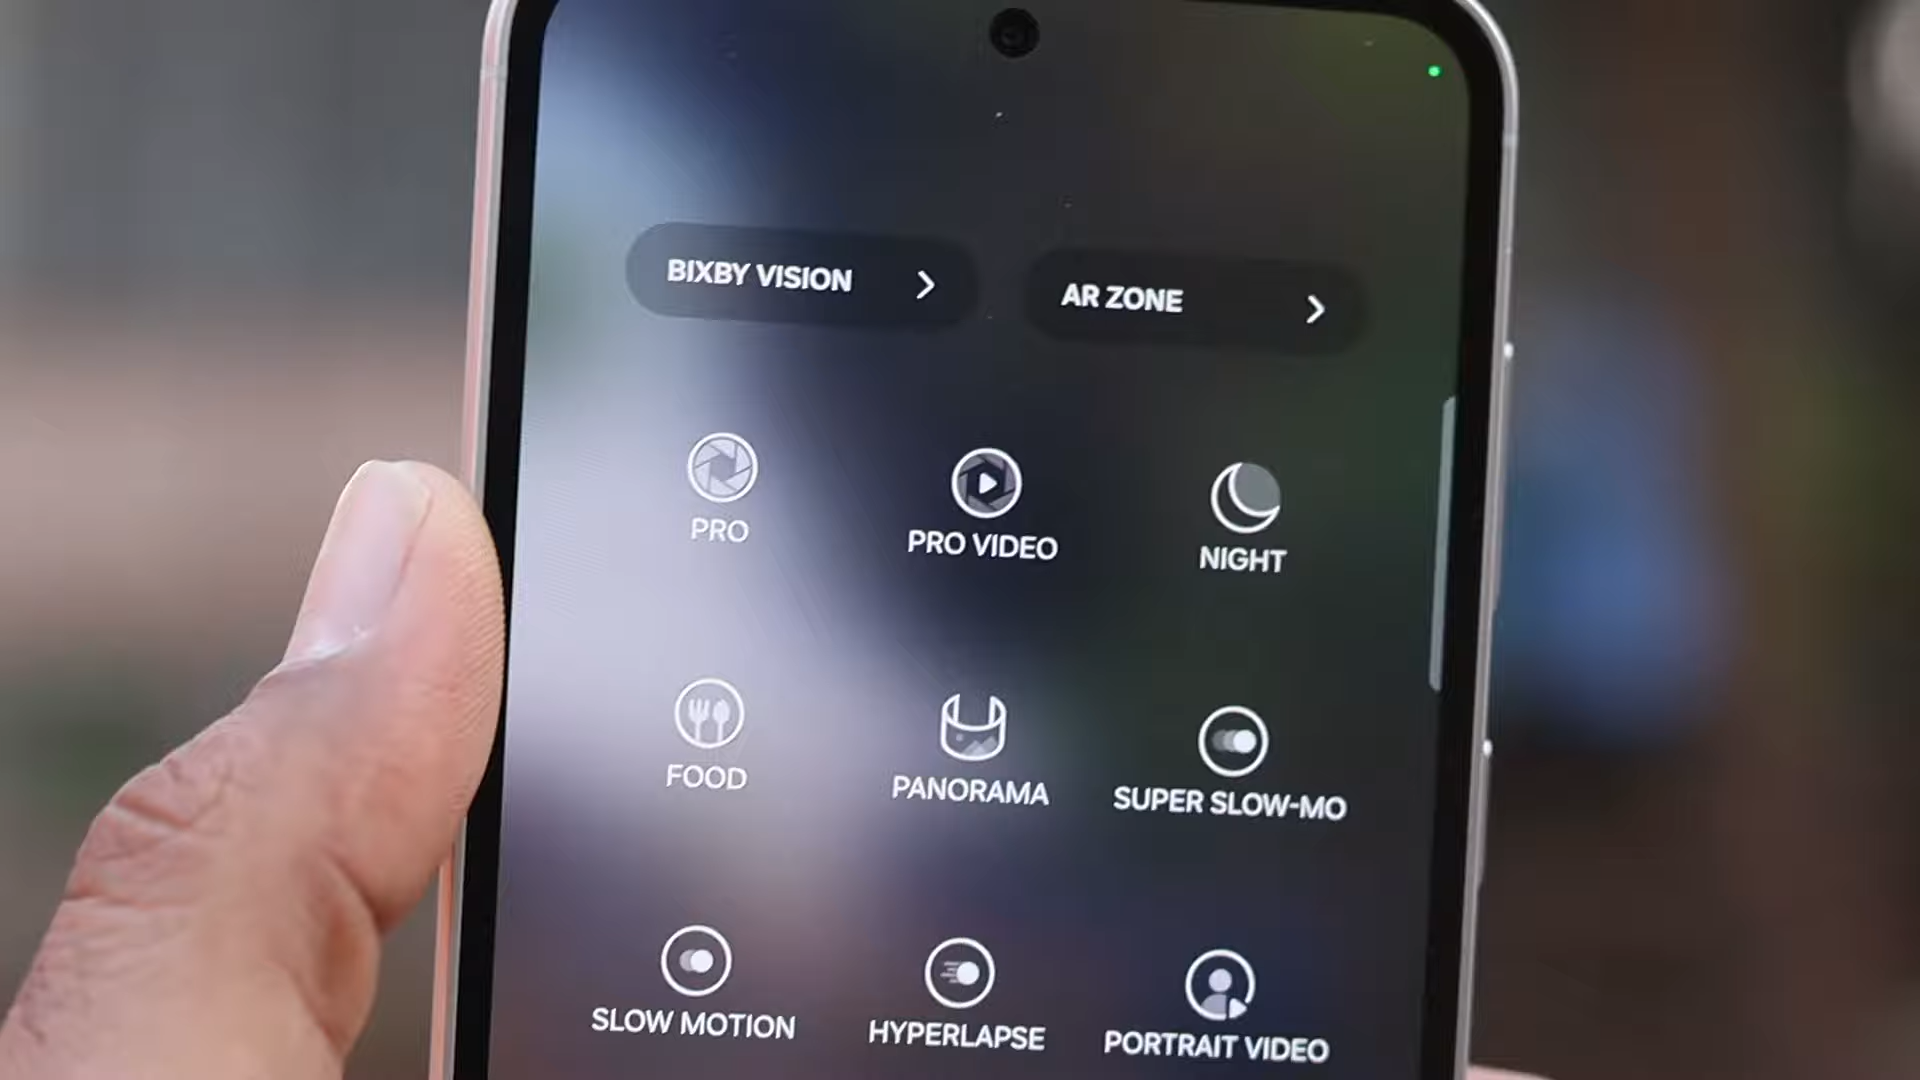 BIXBY VISION
AR ZONE
PRO
PRO VIDEO
NIGHT
FOOD
PANORAMA
SUPER SLOW-MO
SLOW MOTION
HYPERLAPSE
PORTRAIT VIDEO